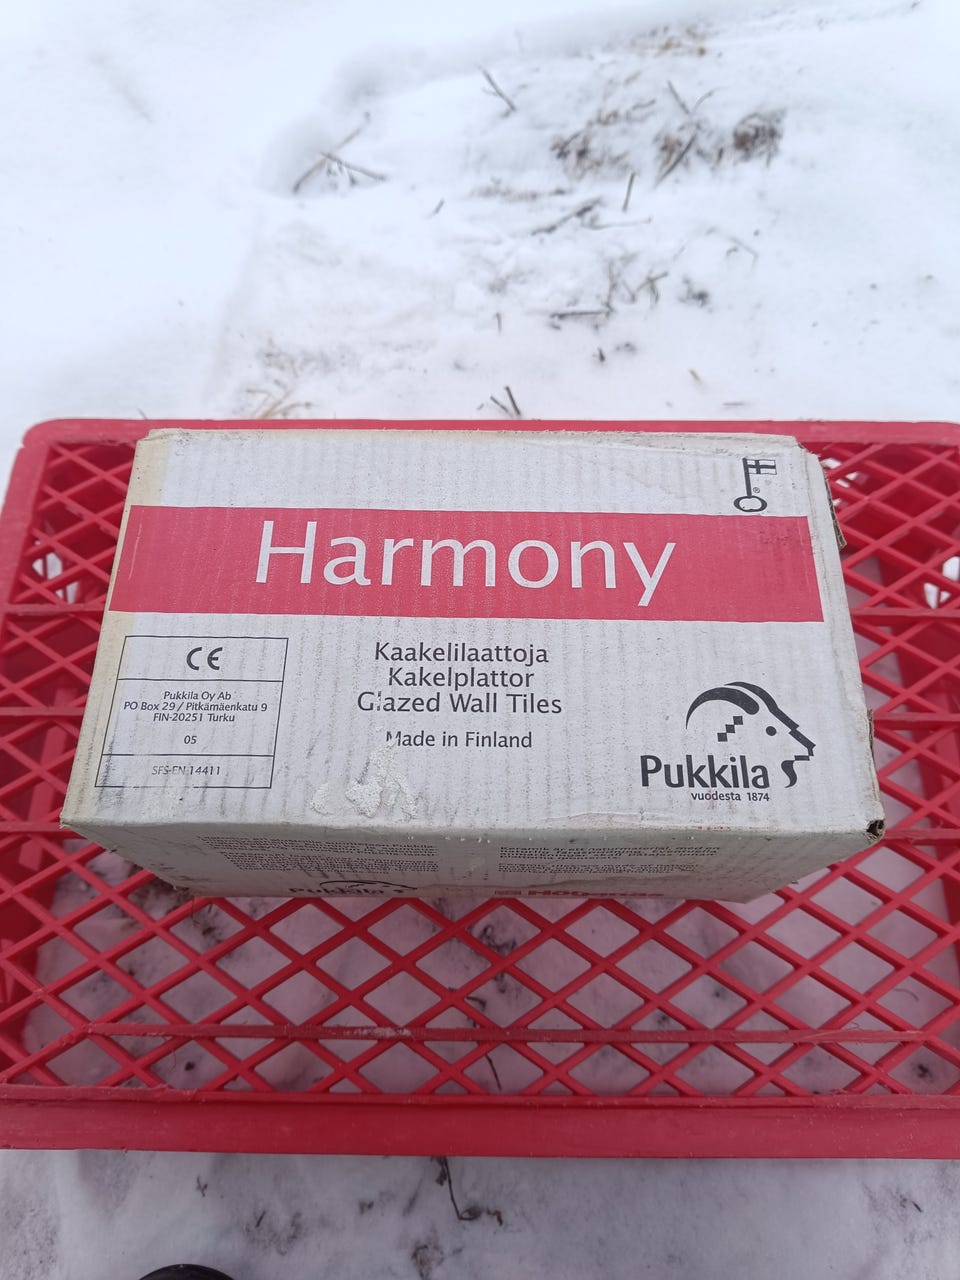 Harmony
®
CE
Pukkila Oy Ab
PO Box 29 / Pitkämäenkatu 9
FIN-20251 Turku
05
SFS-EN 14411
Kaakelilaattoja
Kakelplattor
Glazed Wall Tiles
Made in Finland
Pukkila
vuodesta 1874
Pukkila